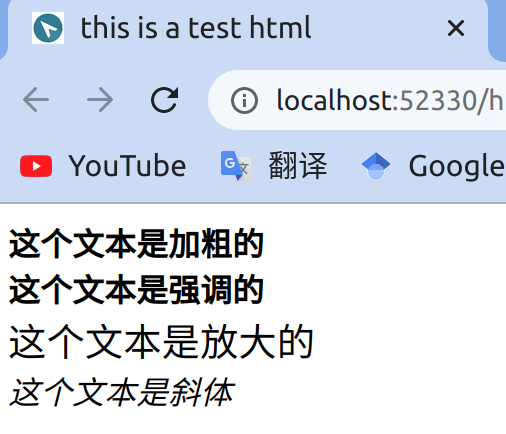 this is a test html
localhost:52330/h
YouTube 翻译 Google
这个文本是加粗的
这个文本是强调的
这个文本是放大的
这个文本是斜体